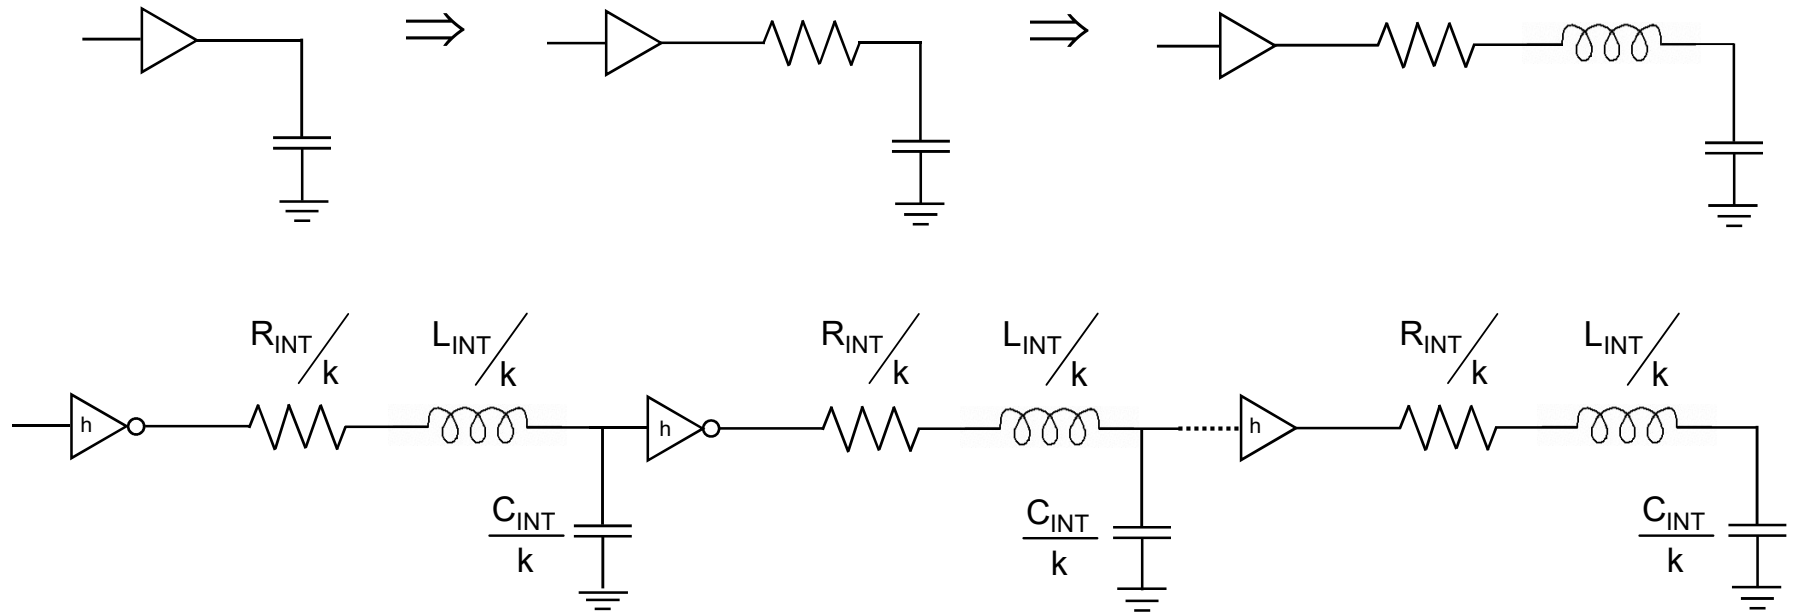 R_INT/k L_INT/k R_INT/k L_INT/k R_INT/k L_INT/k
h h h
C_INT/k C_INT/k C_INT/k